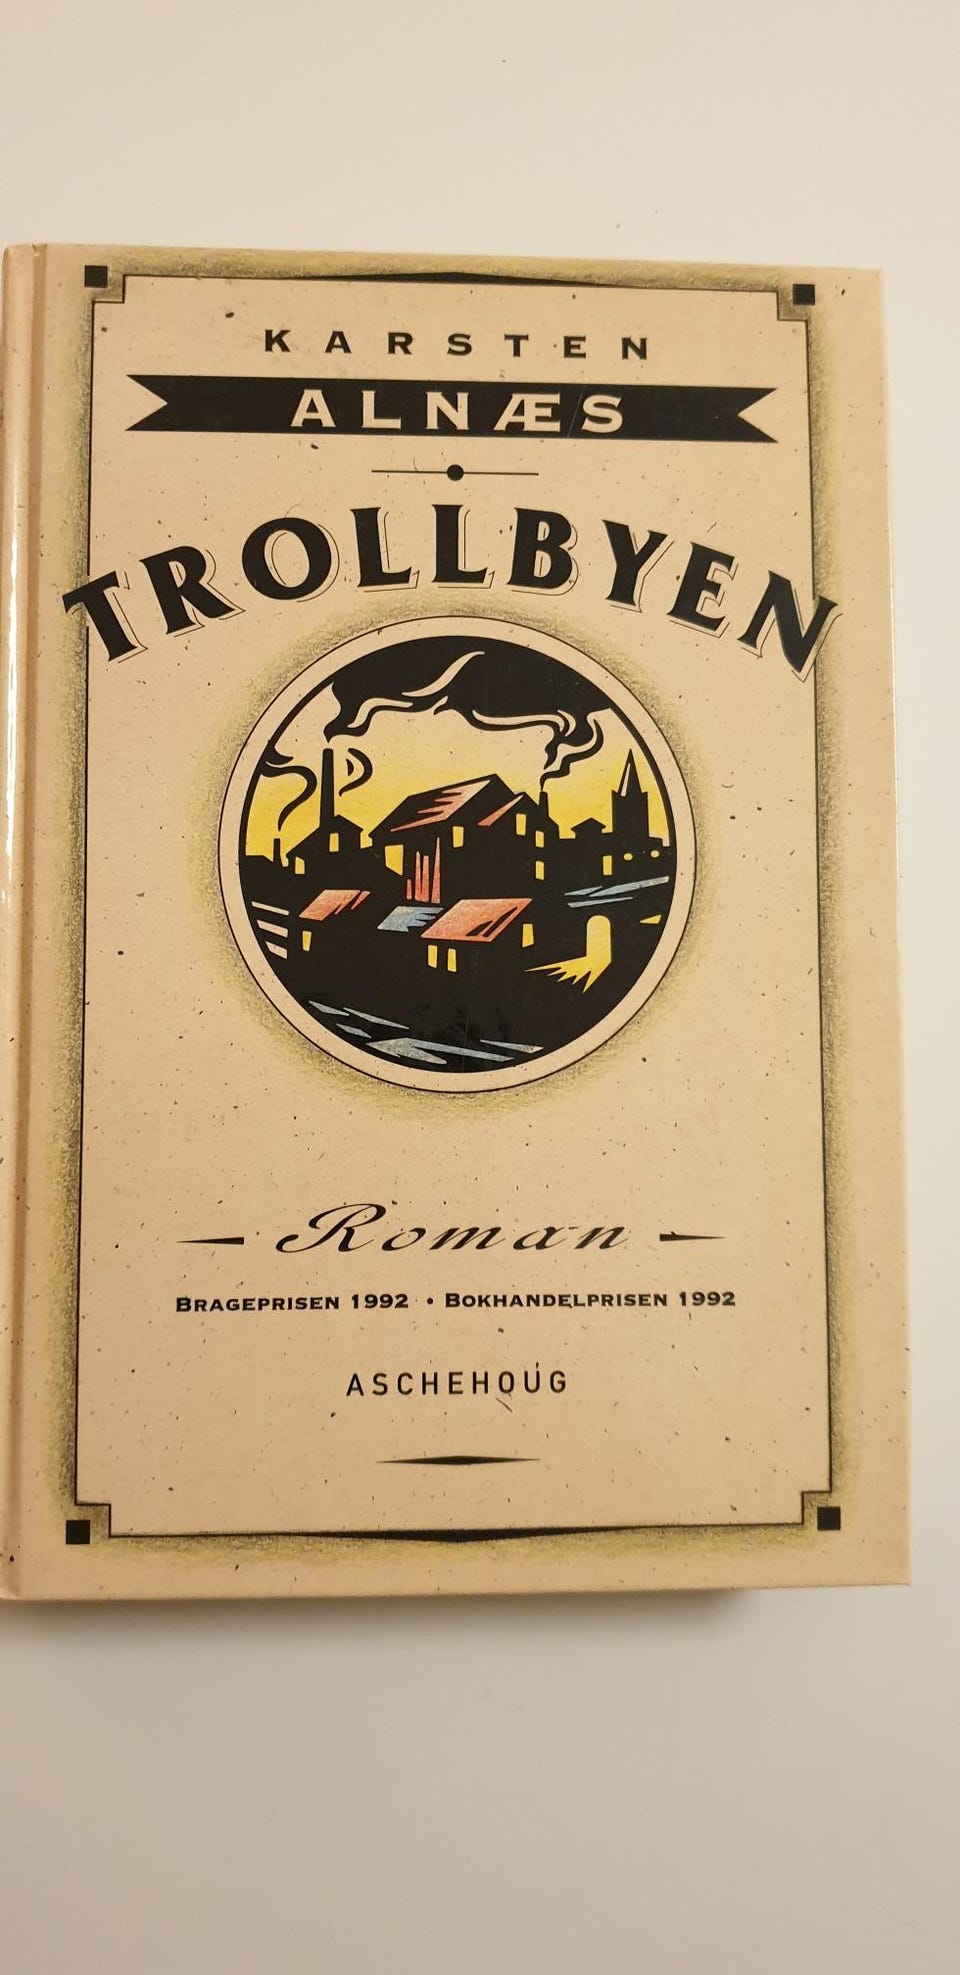 KARSTEN
ALNÆS
TROLLBYEN
Roman
BRAGEPRISEN 1992 • BOKHANDELPRISEN 1992
ASCHEHOUG